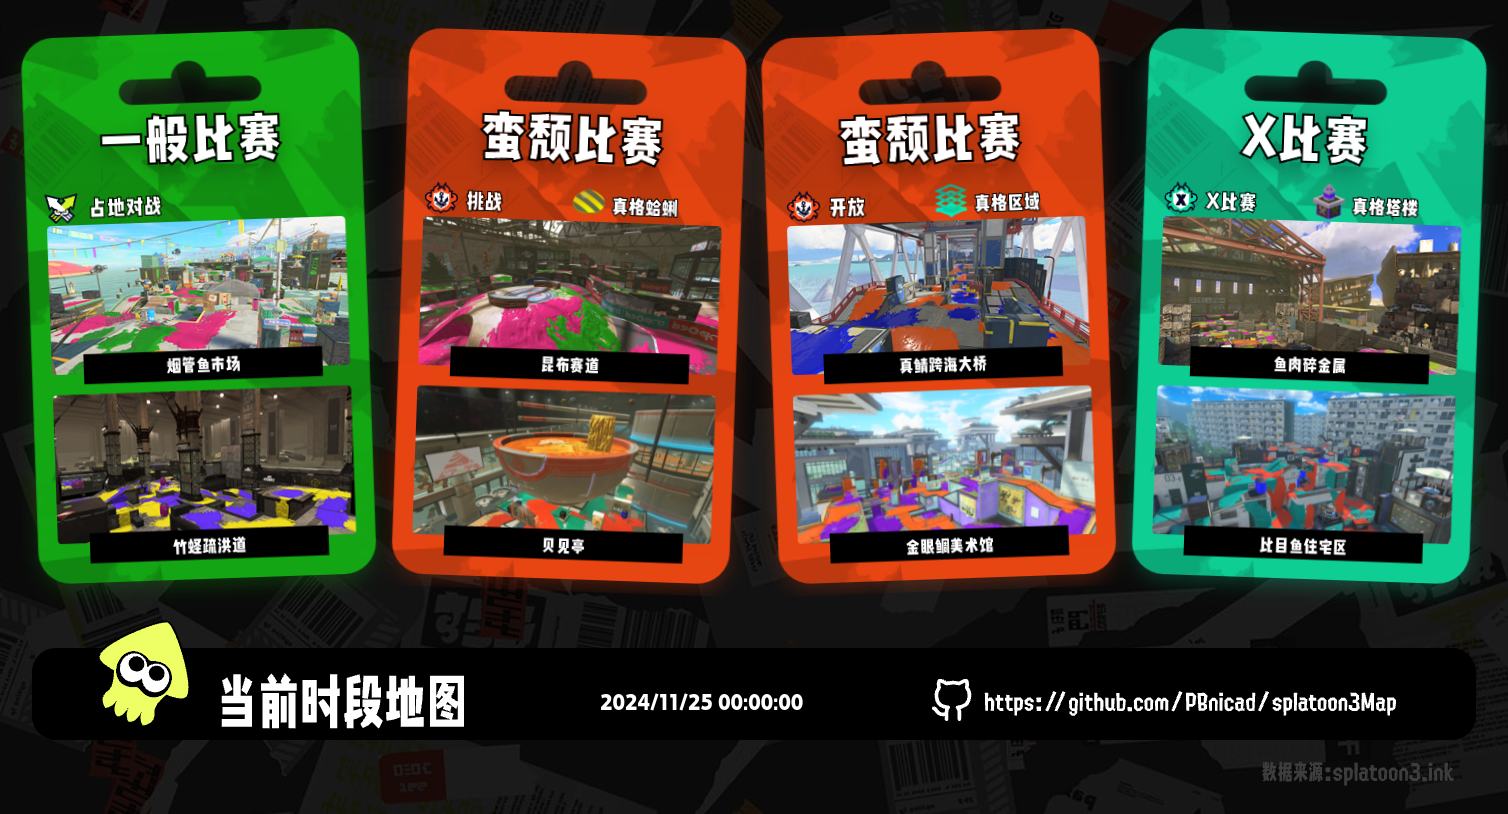 一般比赛
占地对战
烟管鱼市场
竹蛏疏洪道
蛮颓比赛
挑战
真格蛤蜊
昆布赛道
贝见亭
蛮颓比赛
开放
真格区域
真鲭跨海大桥
金眼鲷美术馆
X比赛
X比赛
真格塔楼
鱼肉碎金属
比目鱼住宅区
当前时段地图
2024/11/25 00:00:00
https://github.com/PBnicad/splatoon3Map
数据来源:splatoon3.ink